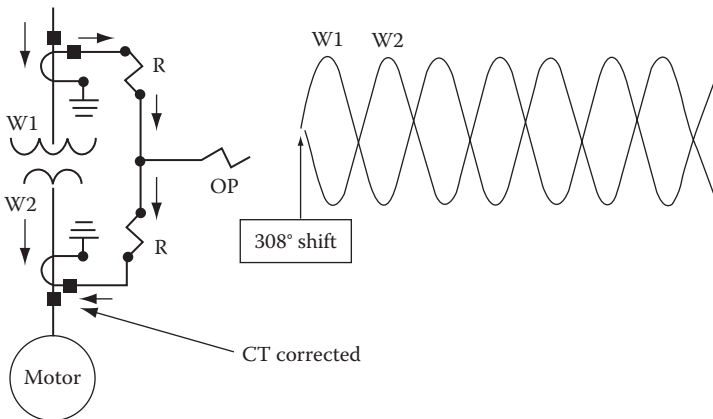 W1 W2
R
W1
OP
W2
308° shift
R
CT corrected
Motor